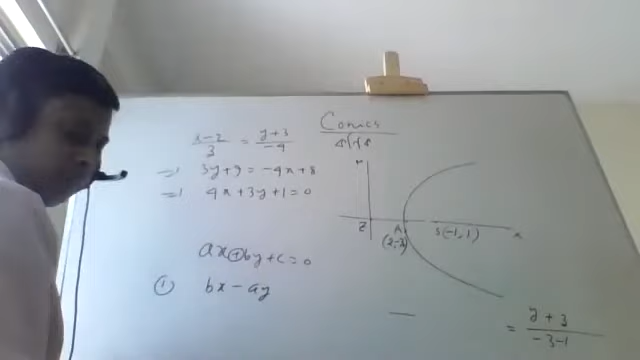 Conics
x-2/3 = y+3/-4
=) 3y+9 = -4x+8
=) 4x+3y+1=0
ax+by+c=0
① bx-ay
Z A S(-1,1) x
(2,-3)
= y+3/-3-1